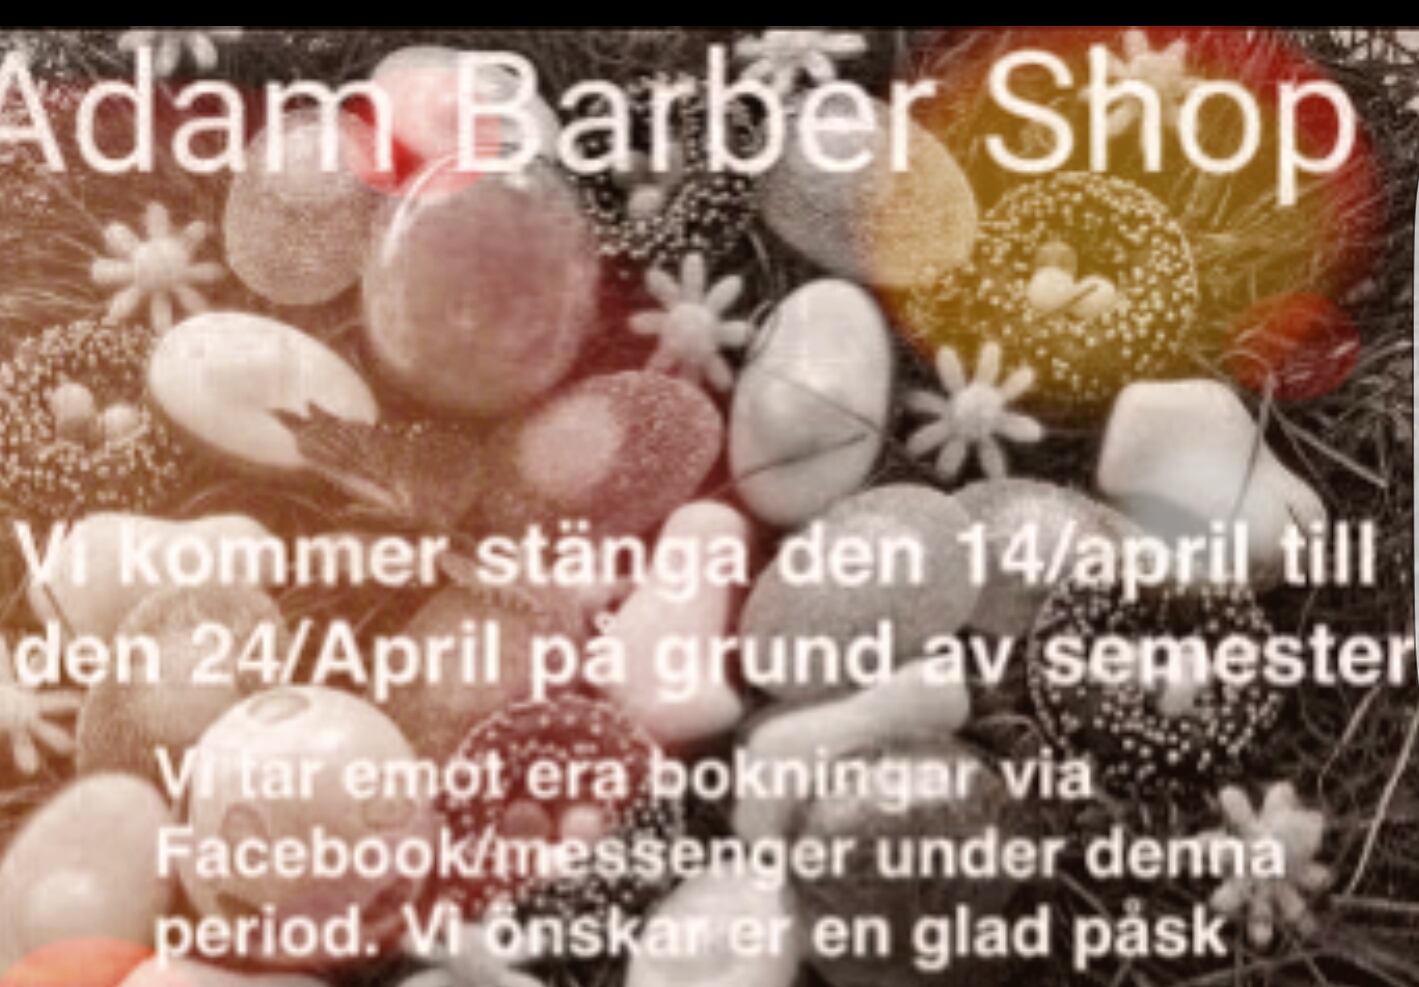 Adam Barber Shop
Vi kommer stänga den 14/april till
den 24/April på grund av semester
Vi tar emot era bokningar via
Facebook/messenger under denna
period. Vi önskar er en glad påsk